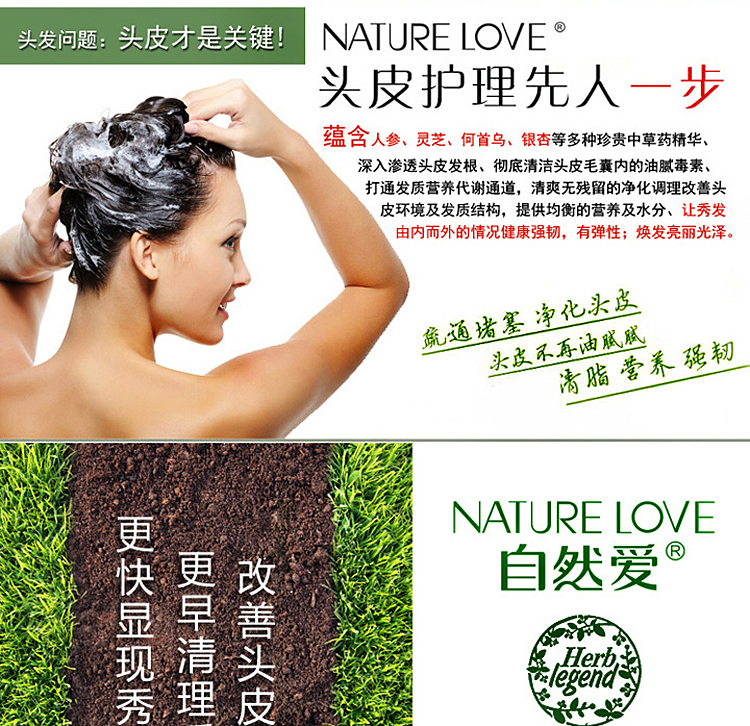 头发问题：头皮才是关键!
NATURE LOVE®
头皮护理先人一步
蕴含人参、灵芝、何首乌、银杏等多种珍贵中草药精华、
深入渗透头皮发根、彻底清洁头皮毛囊内的油腻毒素、
打通发质营养代谢通道，清爽无残留的净化调理改善头
皮环境及发质结构，提供均衡的营养及水分、让秀发
由内而外的情况健康强韧，有弹性；焕发亮丽光泽。
疏通堵塞 净化头皮
头皮不再油腻腻
清脂 营养 强韧
改善头皮
更早清理
更快显现秀
NATURE LOVE
自然爱®
Herb
legend